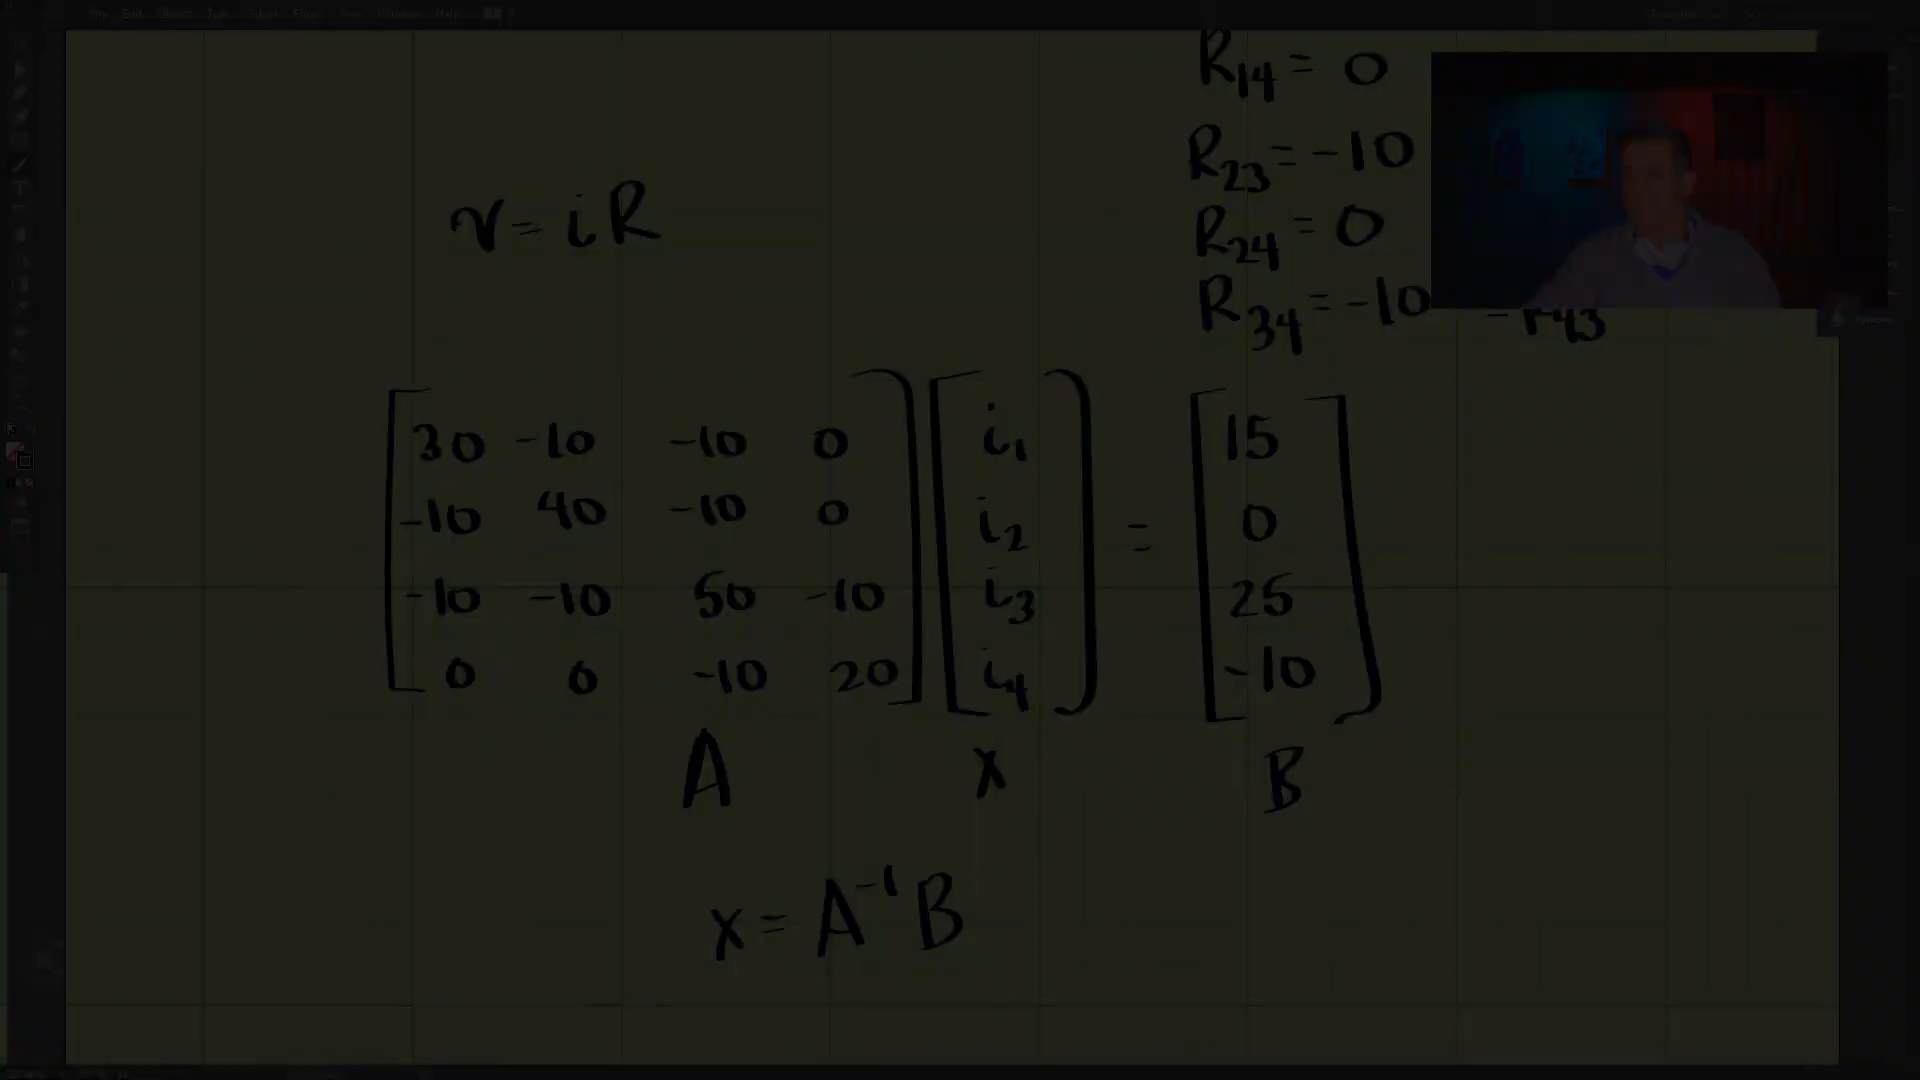 R14 = 0
R23 = -10
v = iR
R24 = 0
R34 = -10 = r43
30 -10 -10 0 i1 15
-10 40 -10 0 i2 = 0
-10 -10 50 -10 i3 25
0 0 -10 20 i4 -10
A x B
x = A⁻¹ B